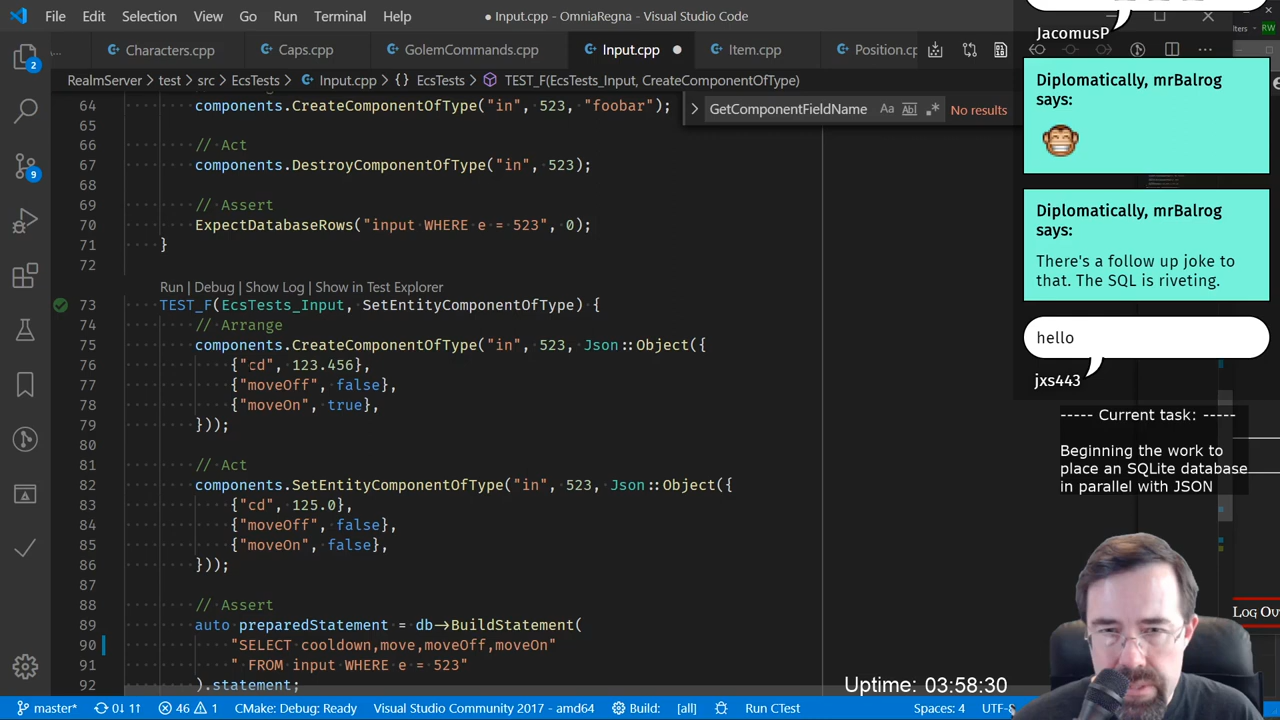 File Edit Selection View Go Run Terminal Help
● Input.cpp - OmniaRegna - Visual Studio Code
Characters.cpp Caps.cpp GolemCommands.cpp Input.cpp ● Item.cpp Position.cp
RealmServer > test > src > EcsTests > Input.cpp > {} EcsTests > TEST_F(EcsTests_Input, CreateComponentOfType)
> GetComponentFieldName Aa Ab| .* No results
64 components.CreateComponentOfType("in", 523, "foobar");
65
66 // Act
67 components.DestroyComponentOfType("in", 523);
68
69 // Assert
70 ExpectDatabaseRows("input WHERE e = 523", 0);
71 }
72
Run | Debug | Show Log | Show in Test Explorer
73 TEST_F(EcsTests_Input, SetEntityComponentOfType) {
74 // Arrange
75 components.CreateComponentOfType("in", 523, Json::Object({
76 {"cd", 123.456},
77 {"moveOff", false},
78 {"moveOn", true},
79 }));
80
81 // Act
82 components.SetEntityComponentOfType("in", 523, Json::Object({
83 {"cd", 125.0},
84 {"moveOff", false},
85 {"moveOn", false},
86 }));
87
88 // Assert
89 auto preparedStatement = db->BuildStatement(
90 "SELECT cooldown,move,moveOff,moveOn"
91 " FROM input WHERE e = 523"
92 ).statement;
2
9
JacomusP
Diplomatically, mrBalrog
says:
Diplomatically, mrBalrog
says:
There's a follow up joke to
that. The SQL is riveting.
hello
jxs443
----- Current task: -----
Beginning the work to
place an SQLite database
in parallel with JSON
Log Ou
Uptime: 03:58:30
master* 0↓ 11↑ 46 1 CMake: Debug: Ready Visual Studio Community 2017 - amd64 Build: [all] Run CTest Spaces: 4 UTF-8